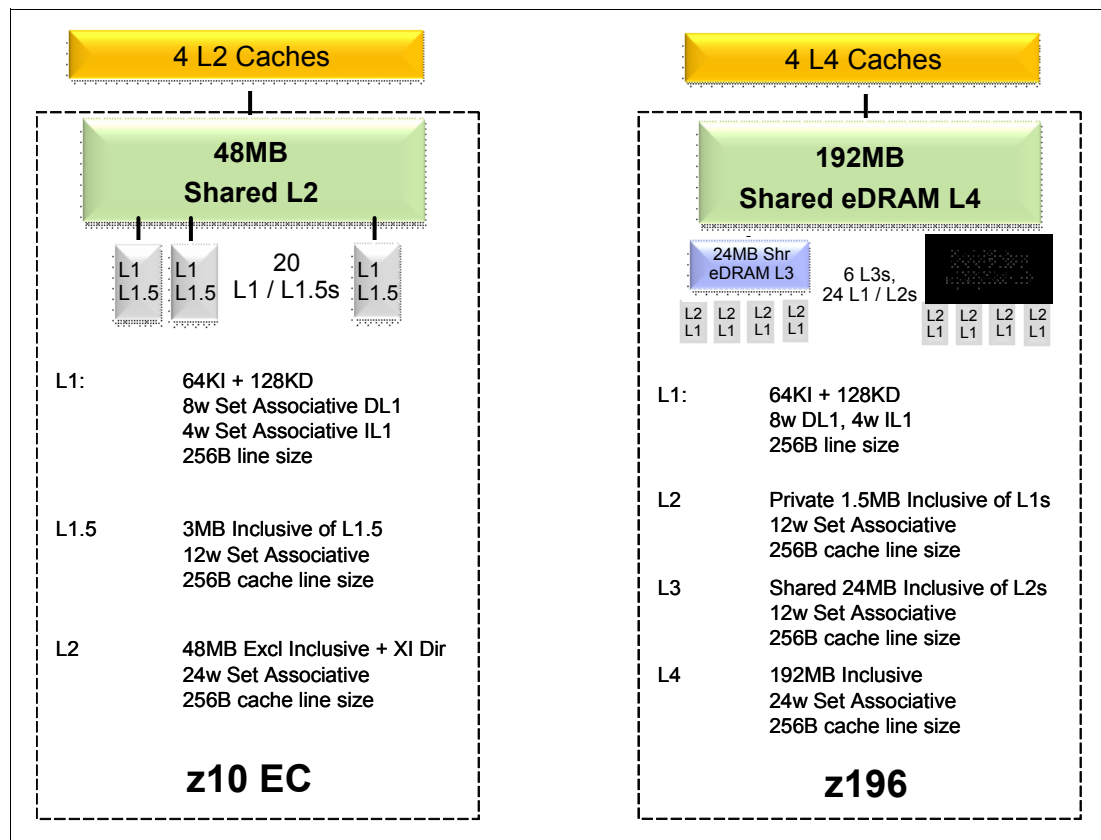 4 L2 Caches
48MB
Shared L2
L1
L1.5
L1
L1.5
20
L1 / L1.5s
L1
L1.5
L1: 64KI + 128KD
8w Set Associative DL1
4w Set Associative IL1
256B line size
L1.5 3MB Inclusive of L1.5
12w Set Associative
256B cache line size
L2 48MB Excl Inclusive + XI Dir
24w Set Associative
256B cache line size
z10 EC
4 L4 Caches
192MB
Shared eDRAM L4
24MB Shr
eDRAM L3
6 L3s,
24 L1 / L2s
L2 L2 L2 L2
L1 L1 L1 L1
L2 L2 L2 L2
L1 L1 L1 L1
L1: 64KI + 128KD
8w DL1, 4w IL1
256B line size
L2 Private 1.5MB Inclusive of L1s
12w Set Associative
256B cache line size
L3 Shared 24MB Inclusive of L2s
12w Set Associative
256B cache line size
L4 192MB Inclusive
24w Set Associative
256B cache line size
z196